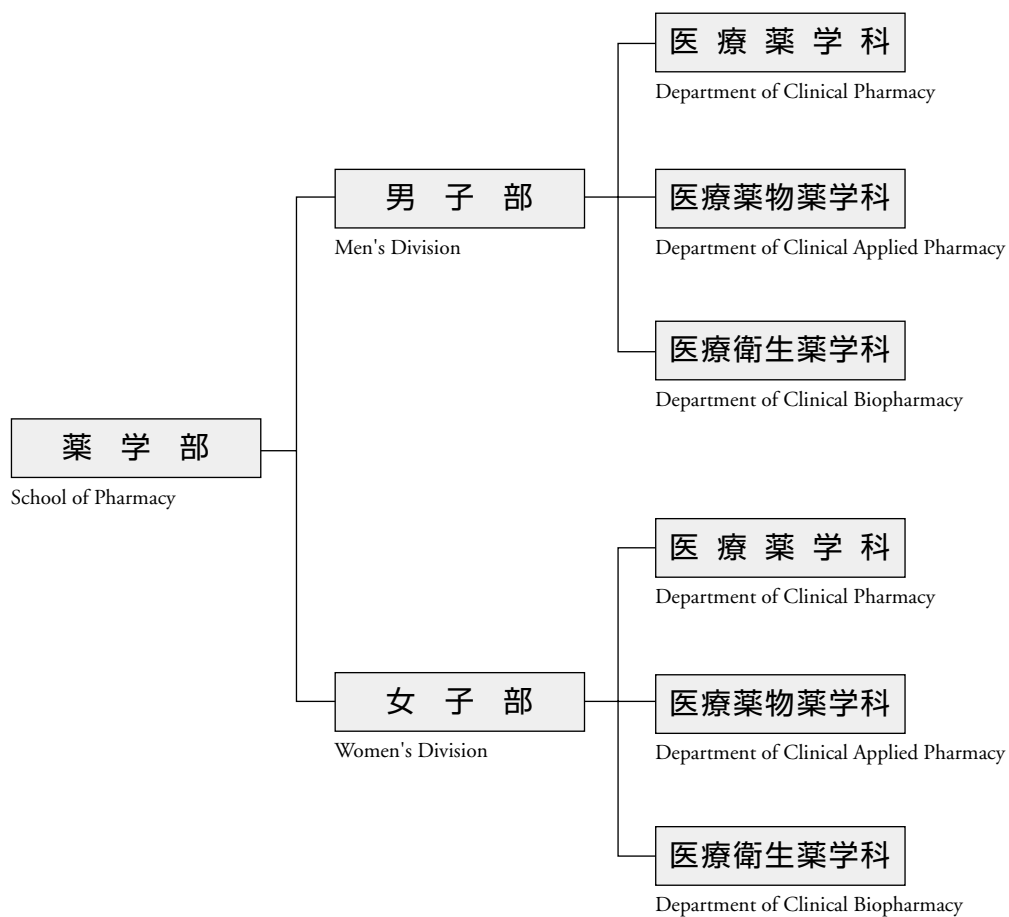 薬学部
School of Pharmacy
男子部
Men's Division
医療薬学科
Department of Clinical Pharmacy
医療薬物薬学科
Department of Clinical Applied Pharmacy
医療衛生薬学科
Department of Clinical Biopharmacy
女子部
Women's Division
医療薬学科
Department of Clinical Pharmacy
医療薬物薬学科
Department of Clinical Applied Pharmacy
医療衛生薬学科
Department of Clinical Biopharmacy